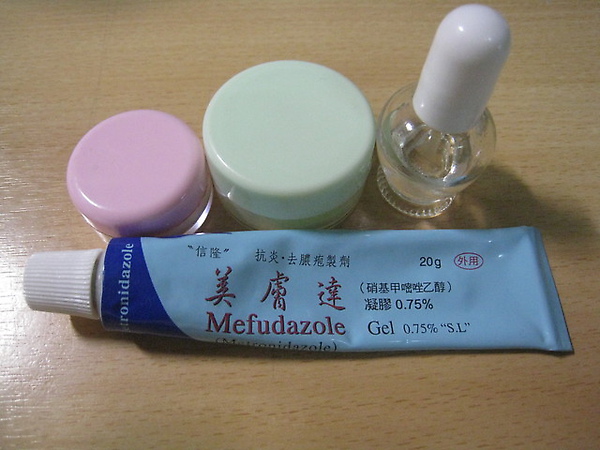 "信隆" 抗炎·去膿疱製劑 20g 外用
美膚達 (硝基甲嘧唑乙醇)
凝膠 0.75%
Mefudazole Gel 0.75% "S.L"
(Metronidazole)
etronidazole